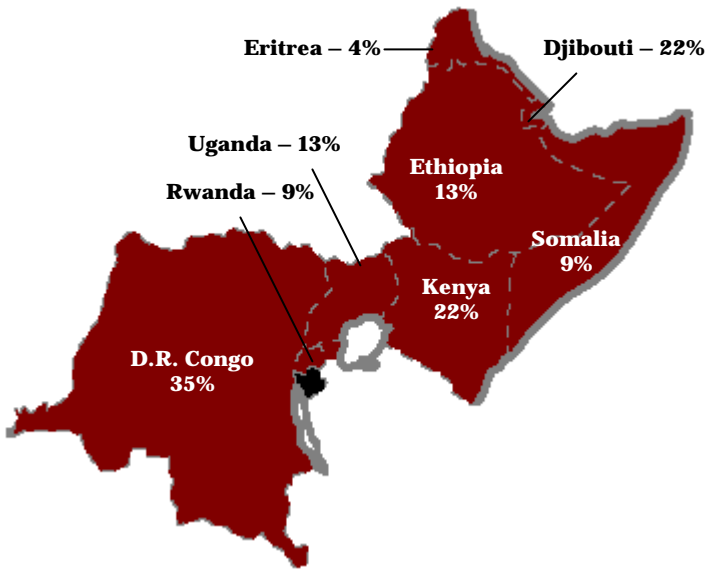 Eritrea – 4%
Djibouti – 22%
Uganda – 13%
Ethiopia
13%
Rwanda – 9%
Somalia
9%
Kenya
22%
D.R. Congo
35%